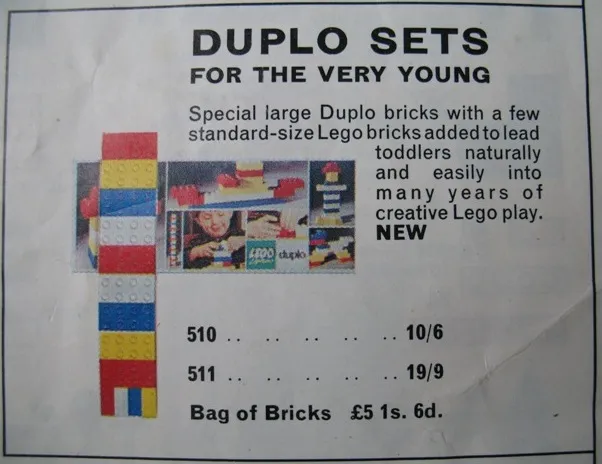 DUPLO SETS
FOR THE VERY YOUNG
Special large Duplo bricks with a few
standard-size Lego bricks added to lead
toddlers naturally
and easily into
many years of
creative Lego play.
NEW
LEGO
duplo
510 .. .. .. .. .. 10/6
511 .. .. .. .. .. 19/9
Bag of Bricks £5 1s. 6d.